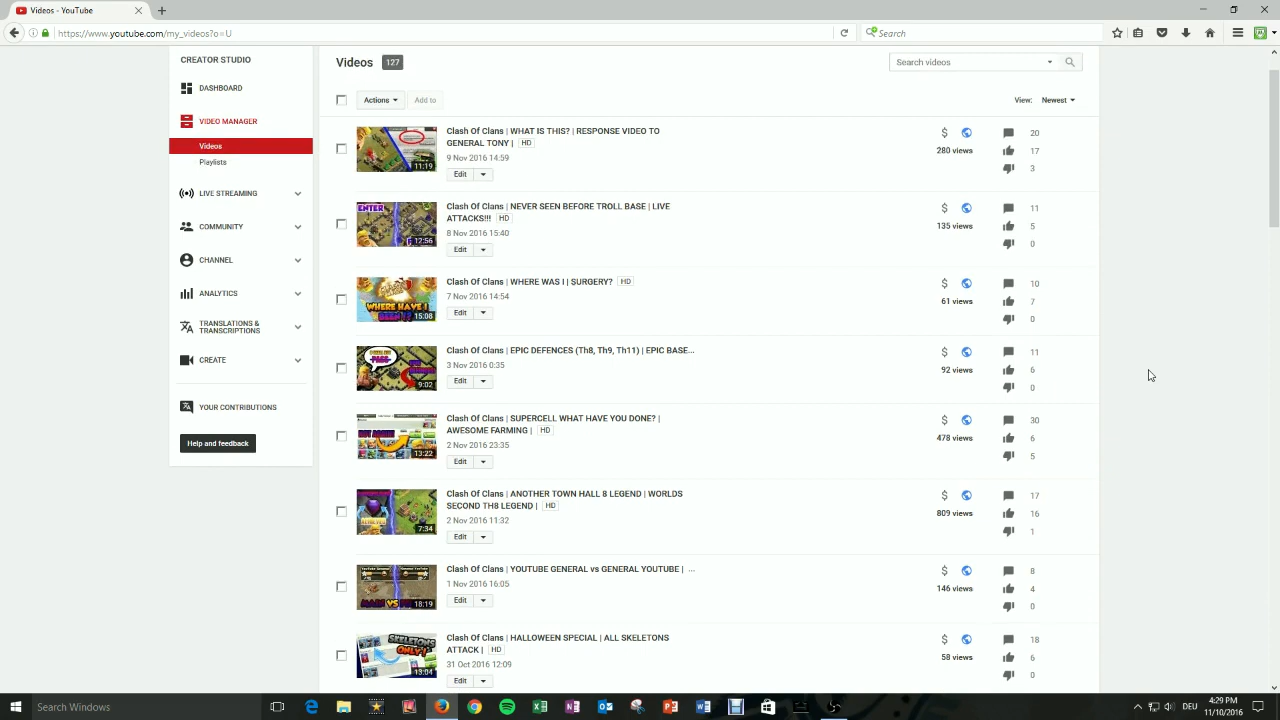 Videos - YouTube
https://www.youtube.com/my_videos?o=U
Search
CREATOR STUDIO
DASHBOARD
VIDEO MANAGER
Videos
Playlists
LIVE STREAMING
COMMUNITY
CHANNEL
ANALYTICS
TRANSLATIONS &
TRANSCRIPTIONS
CREATE
YOUR CONTRIBUTIONS
Help and feedback
Videos 127
Search videos
Actions Add to
View: Newest
11:19
Clash Of Clans | WHAT IS THIS? | RESPONSE VIDEO TO
GENERAL TONY | HD
9 Nov 2016 14:59
Edit
$
280 views
20
17
3
ENTER
12:56
Clash Of Clans | NEVER SEEN BEFORE TROLL BASE | LIVE
ATTACKS!!! HD
8 Nov 2016 15:40
Edit
$
135 views
11
5
0
WHERE HAVE I
BEEN !?
15:08
Clash Of Clans | WHERE WAS I | SURGERY? HD
7 Nov 2016 14:54
Edit
$
61 views
10
7
0
9:02
Clash Of Clans | EPIC DEFENCES (Th8, Th9, Th11) | EPIC BASE...
3 Nov 2016 0:35
Edit
$
92 views
11
6
0
13:22
Clash Of Clans | SUPERCELL WHAT HAVE YOU DONE? |
AWESOME FARMING | HD
2 Nov 2016 23:35
Edit
$
478 views
30
6
5
7:34
Clash Of Clans | ANOTHER TOWN HALL 8 LEGEND | WORLDS
SECOND TH8 LEGEND | HD
2 Nov 2016 11:32
Edit
$
809 views
17
16
1
18:19
Clash Of Clans | YOUTUBE GENERAL vs GENERAL YOUTUBE | ...
1 Nov 2016 16:05
Edit
$
146 views
8
4
0
SKELETONS
ONLY!
13:04
Clash Of Clans | HALLOWEEN SPECIAL | ALL SKELETONS
ATTACK | HD
31 Oct 2016 12:09
Edit
$
58 views
18
6
0
Search Windows
DEU
4:29 PM
11/10/2016